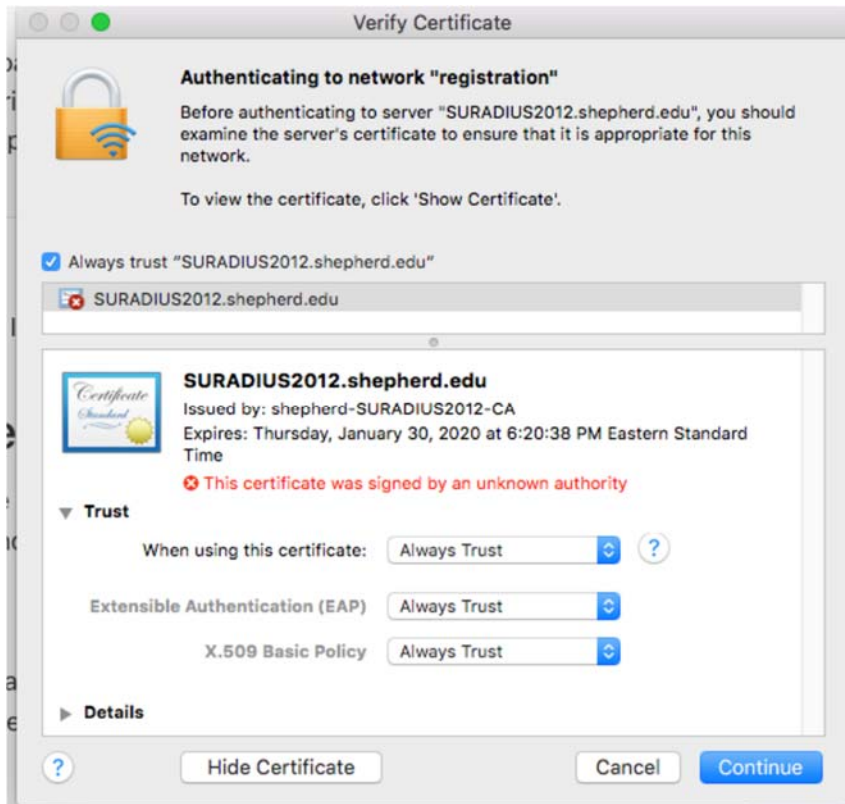 Verify Certificate
Authenticating to network "registration"
Before authenticating to server "SURADIUS2012.shepherd.edu", you should
examine the server's certificate to ensure that it is appropriate for this
network.
To view the certificate, click 'Show Certificate'.
Always trust "SURADIUS2012.shepherd.edu"
SURADIUS2012.shepherd.edu
Certificate
Standard
SURADIUS2012.shepherd.edu
Issued by: shepherd-SURADIUS2012-CA
Expires: Thursday, January 30, 2020 at 6:20:38 PM Eastern Standard
Time
This certificate was signed by an unknown authority
Trust
When using this certificate: Always Trust ?
Extensible Authentication (EAP) Always Trust
X.509 Basic Policy Always Trust
Details
? Hide Certificate Cancel Continue